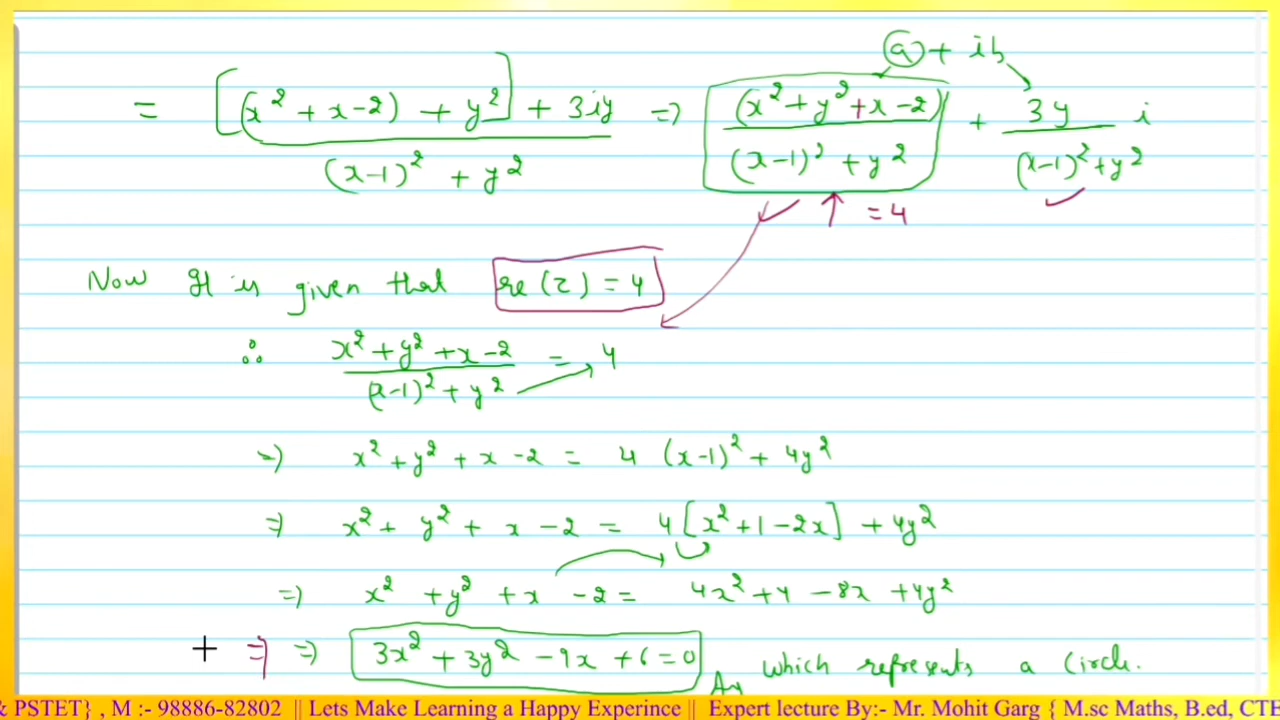 a + ib
= [(x² + x-2) + y²] + 3iy / (x-1)² + y² => (x² + y² + x - 2) / (x-1)² + y² + 3y / (x-1)² + y² i
= 4
Now It is given that re(z) = 4
∴ x² + y² + x - 2 / (x-1)² + y² = 4
=> x² + y² + x - 2 = 4 (x-1)² + 4y²
=> x² + y² + x - 2 = 4[x² + 1 - 2x] + 4y²
=> x² + y² + x - 2 = 4x² + 4 - 8x + 4y²
+ => => 3x² + 3y² - 9x + 6 = 0 Ans which represents a circle.
& PSTET} , M :- 98886-82802 || Lets Make Learning a Happy Experince || Expert lecture By:- Mr. Mohit Garg { M.sc Maths, B.ed, CTE